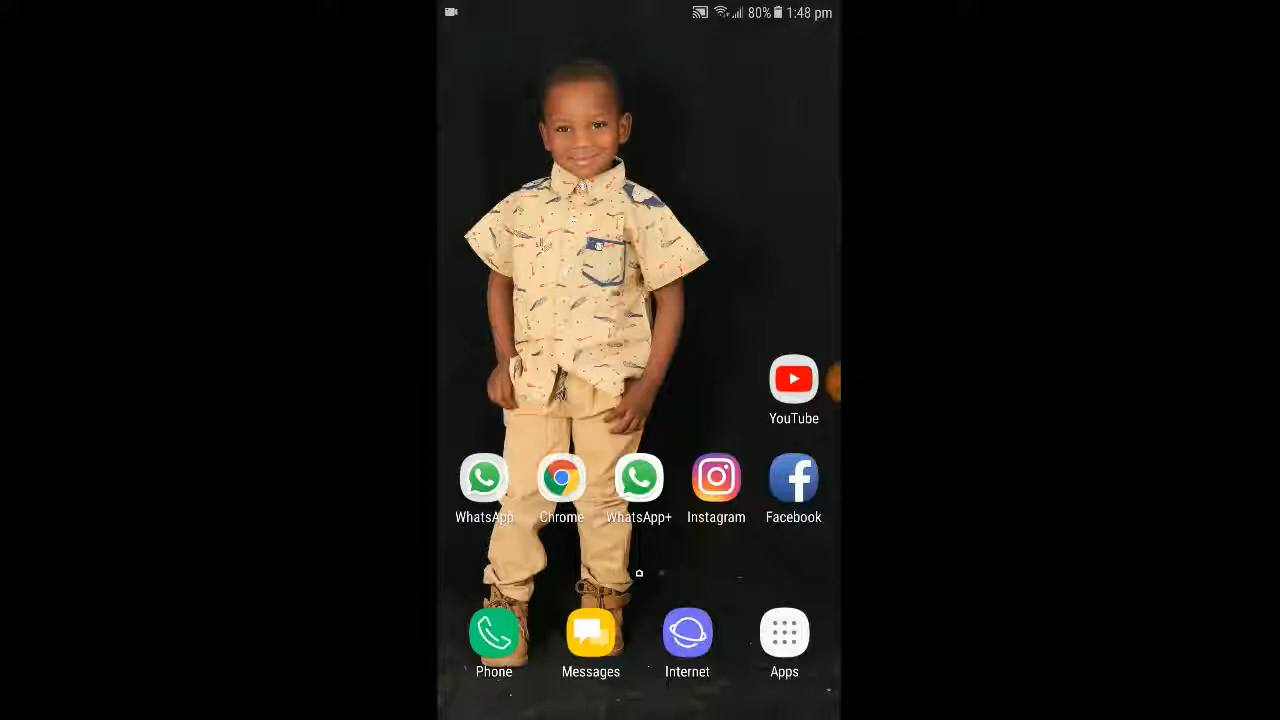 80% 1:48 pm
YouTube
WhatsApp Chrome WhatsApp+ Instagram Facebook
Phone Messages Internet Apps